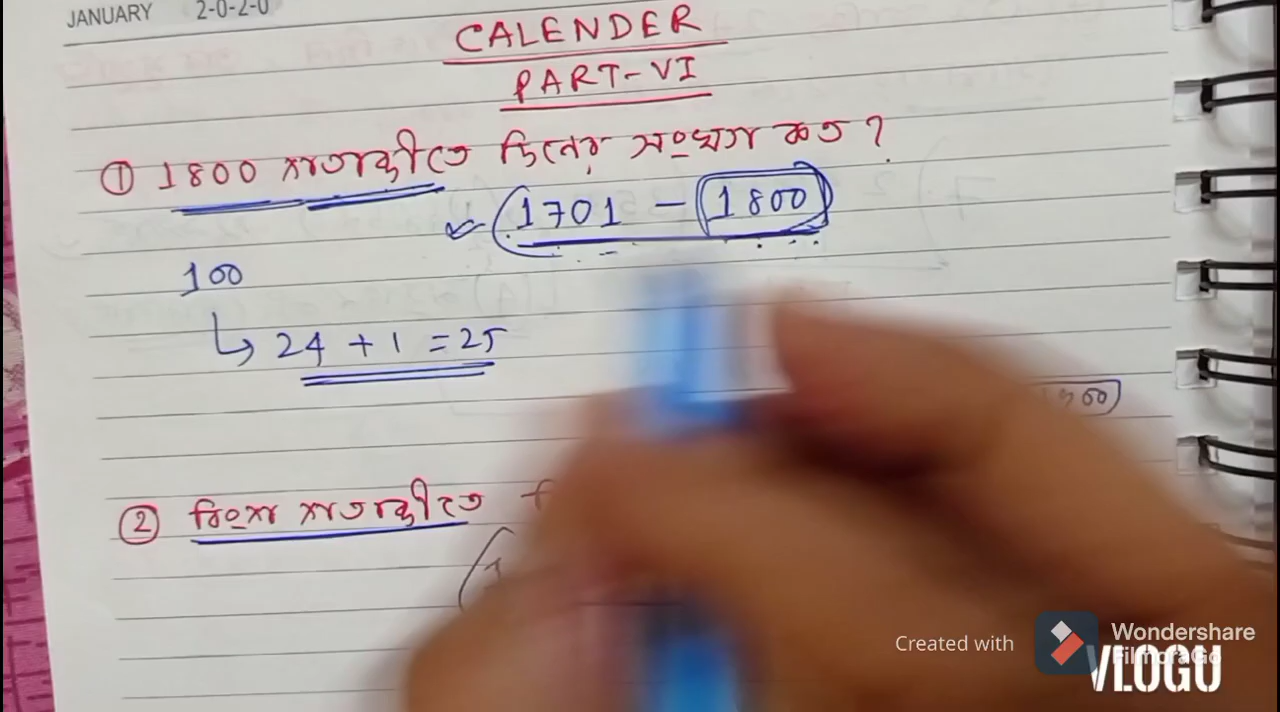 JANUARY 2-0-2-0
CALENDER
PART-VI
① 1800 শতাব্দীতে দিনের সংখ্যা কত ?
(1701 - 1800)
100
↳ 24 + 1 = 25
② বিংশ শতাব্দীতে
Created with Wondershare FilmoraGo
VLOGU